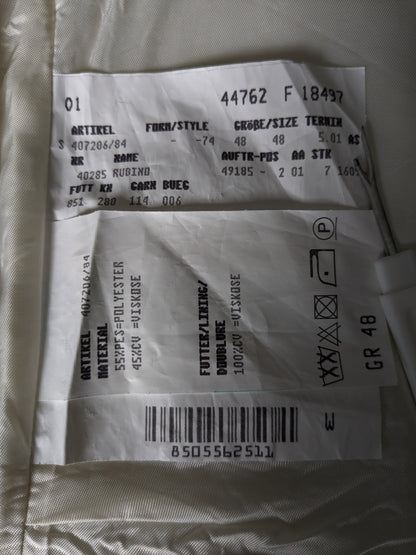 01 44762 F 18497
ARTIKEL FORM/STYLE GRÖßE/SIZE TERMIN
S 407206/84 - -74 48 48 5.01 AS
NR NAME AUFTR-POS AA STR
40285 RUBINO 49185 - 2 01 7 160
FUTT KN GARN BUEG
851 280 114 006
ARTIKEL 407206/84
MATERIAL
55%PES=POLYESTER
45%CV =VISKOSE
FUTTER/LINING/
DOUBLURE
100%CV =VISKOSE
P
GR 48
8505562511